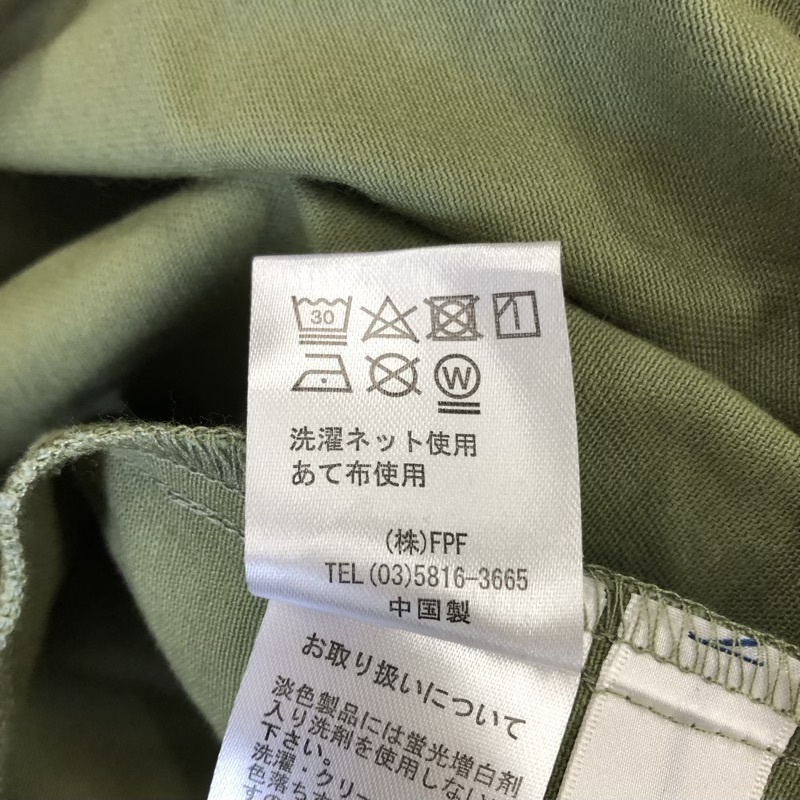 30
W
洗濯ネット使用
あて布使用
(株)FPF
TEL(03)5816-3665
中国製
お取り扱いについて
淡色製品には蛍光増白剤
入り洗剤を使用しない
下さい。
洗濯・クリ
色落ち
すの